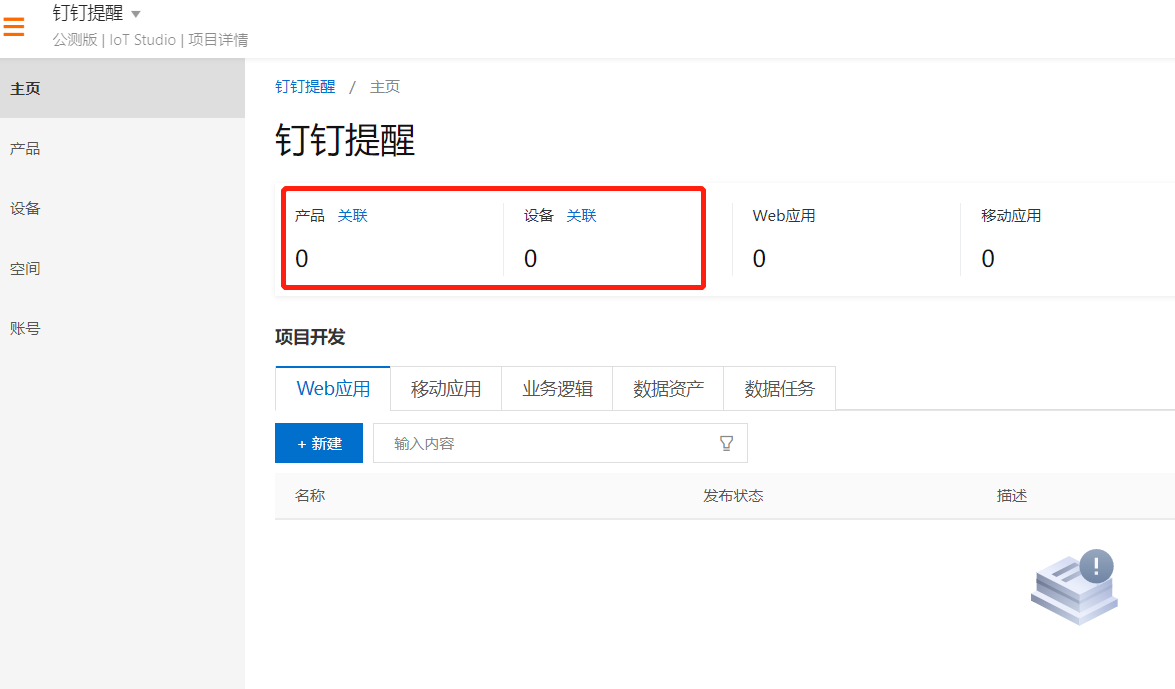 钉钉提醒
公测版 | IoT Studio | 项目详情
主页
产品
设备
空间
账号
钉钉提醒 / 主页
钉钉提醒
产品 关联 设备 关联 Web应用 移动应用
0 0 0 0
项目开发
Web应用 移动应用 业务逻辑 数据资产 数据任务
+ 新建 输入内容
名称 发布状态 描述